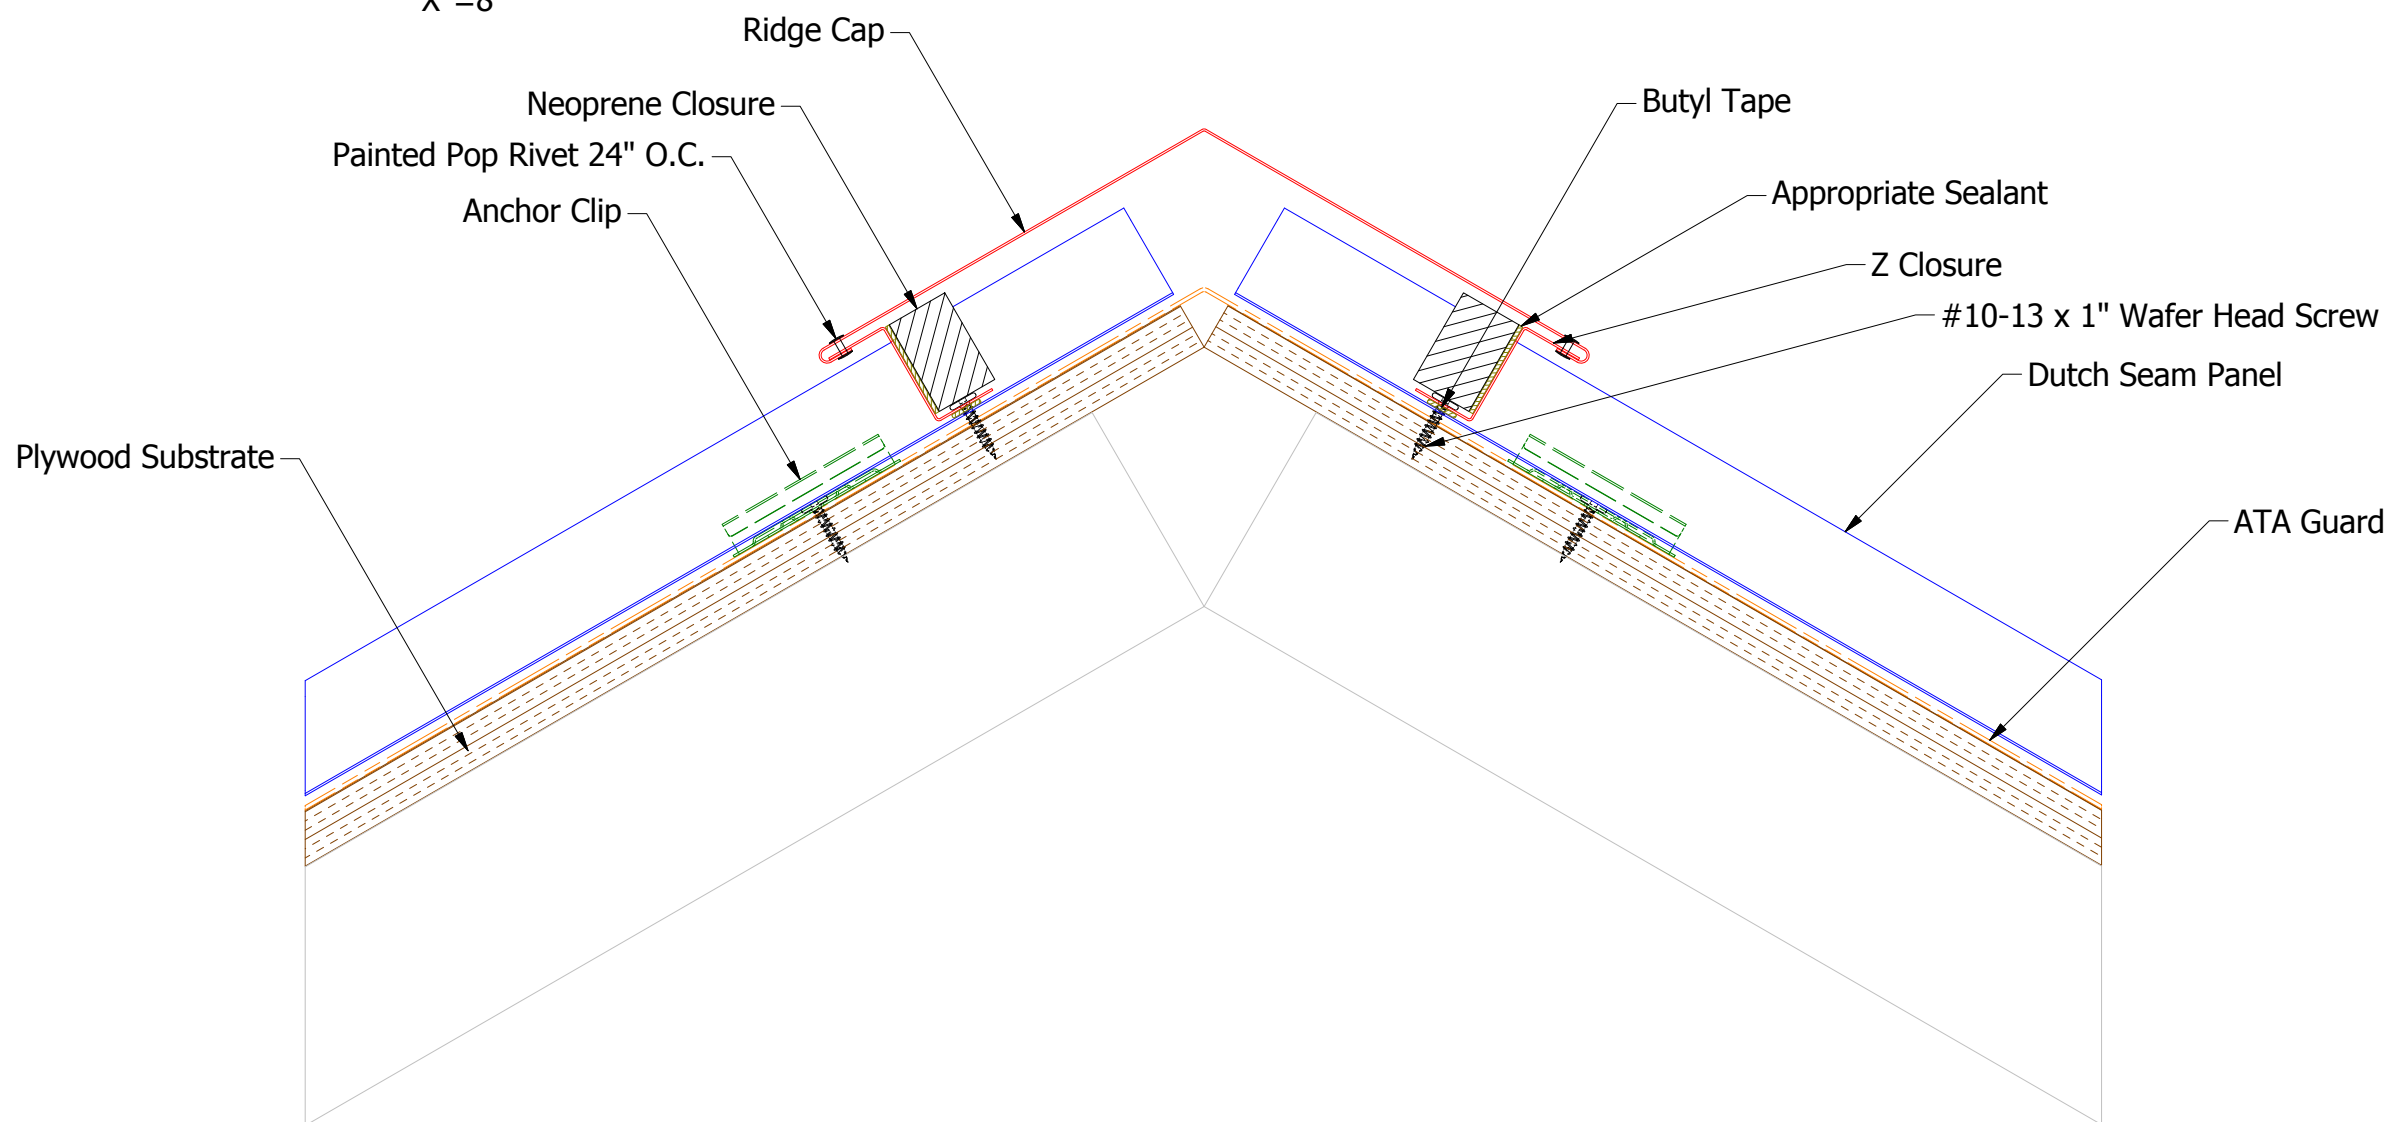 X =8
Ridge Cap
Neoprene Closure
Butyl Tape
Painted Pop Rivet 24" O.C.
Appropriate Sealant
Anchor Clip
Z Closure
#10-13 x 1" Wafer Head Screw
Dutch Seam Panel
Plywood Substrate
ATA Guard